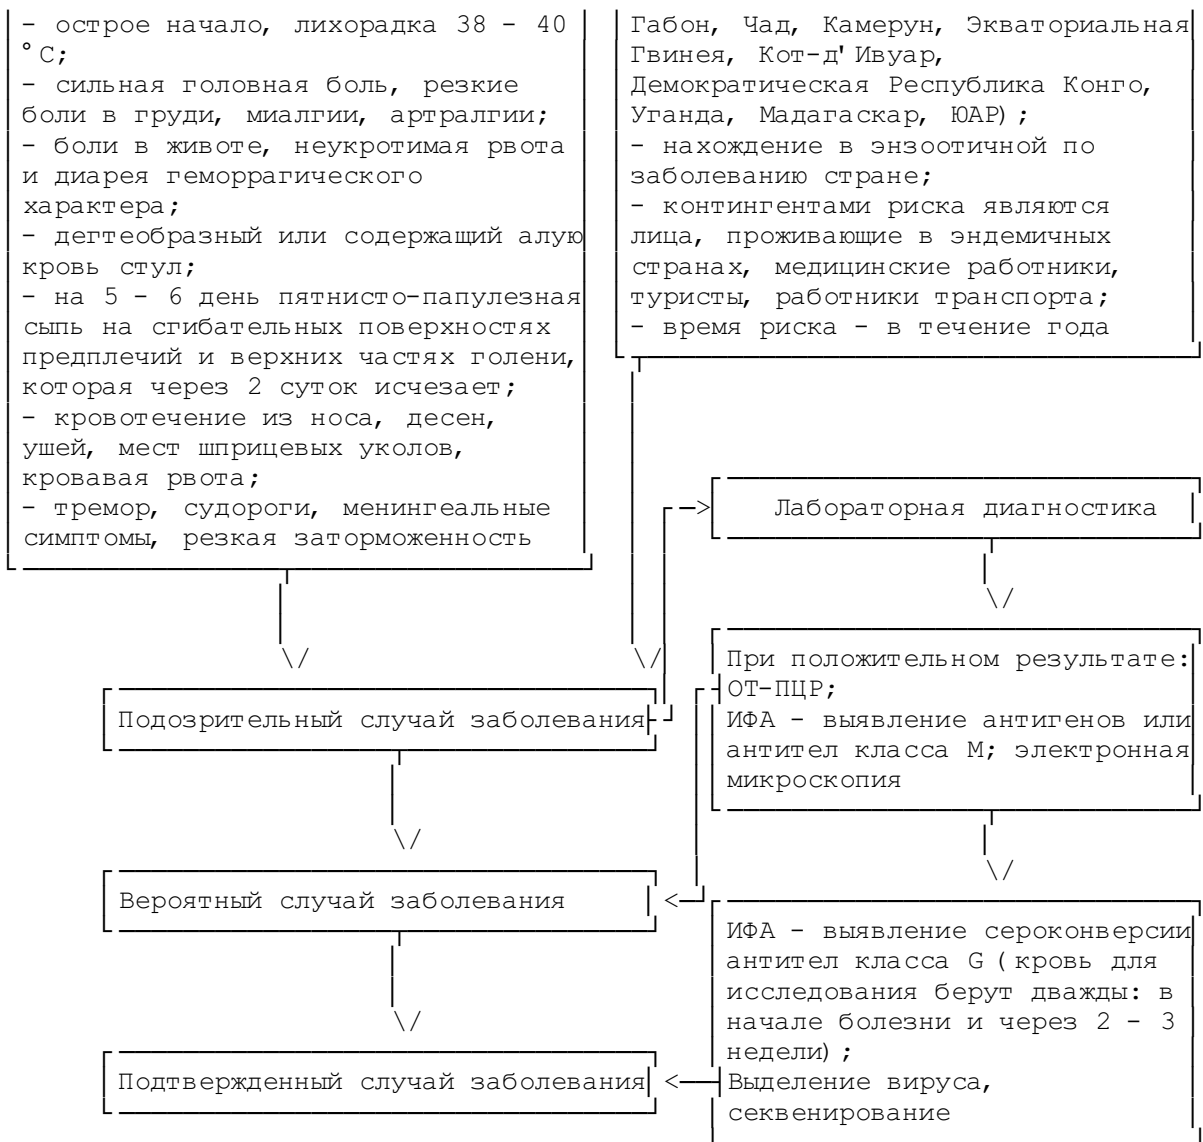 - острое начало, лихорадка 38 - 40
°C;
- сильная головная боль, резкие
боли в груди, миалгии, артралгии;
- боли в животе, неукротимая рвота
и диарея геморрагического
характера;
- дегтеобразный или содержащий алую
кровь стул;
- на 5 - 6 день пятнисто-папулезная
сыпь на сгибательных поверхностях
предплечий и верхних частях голени,
которая через 2 суток исчезает;
- кровотечение из носа, десен,
ушей, мест шприцевых уколов,
кровавая рвота;
- тремор, судороги, менингеальные
симптомы, резкая заторможенность
Габон, Чад, Камерун, Экваториальная
Гвинея, Кот-д'Ивуар,
Демократическая Республика Конго,
Уганда, Мадагаскар, ЮАР);
- нахождение в энзоотичной по
заболеванию стране;
- контингентами риска являются
лица, проживающие в эндемичных
странах, медицинские работники,
туристы, работники транспорта;
- время риска - в течение года
Лабораторная диагностика
При положительном результате:
ОТ-ПЦР;
ИФА - выявление антигенов или
антител класса M; электронная
микроскопия
Подозрительный случай заболевания
Вероятный случай заболевания
ИФА - выявление сероконверсии
антител класса G (кровь для
исследования берут дважды: в
начале болезни и через 2 - 3
недели);
Выделение вируса,
секвенирование
Подтвержденный случай заболевания